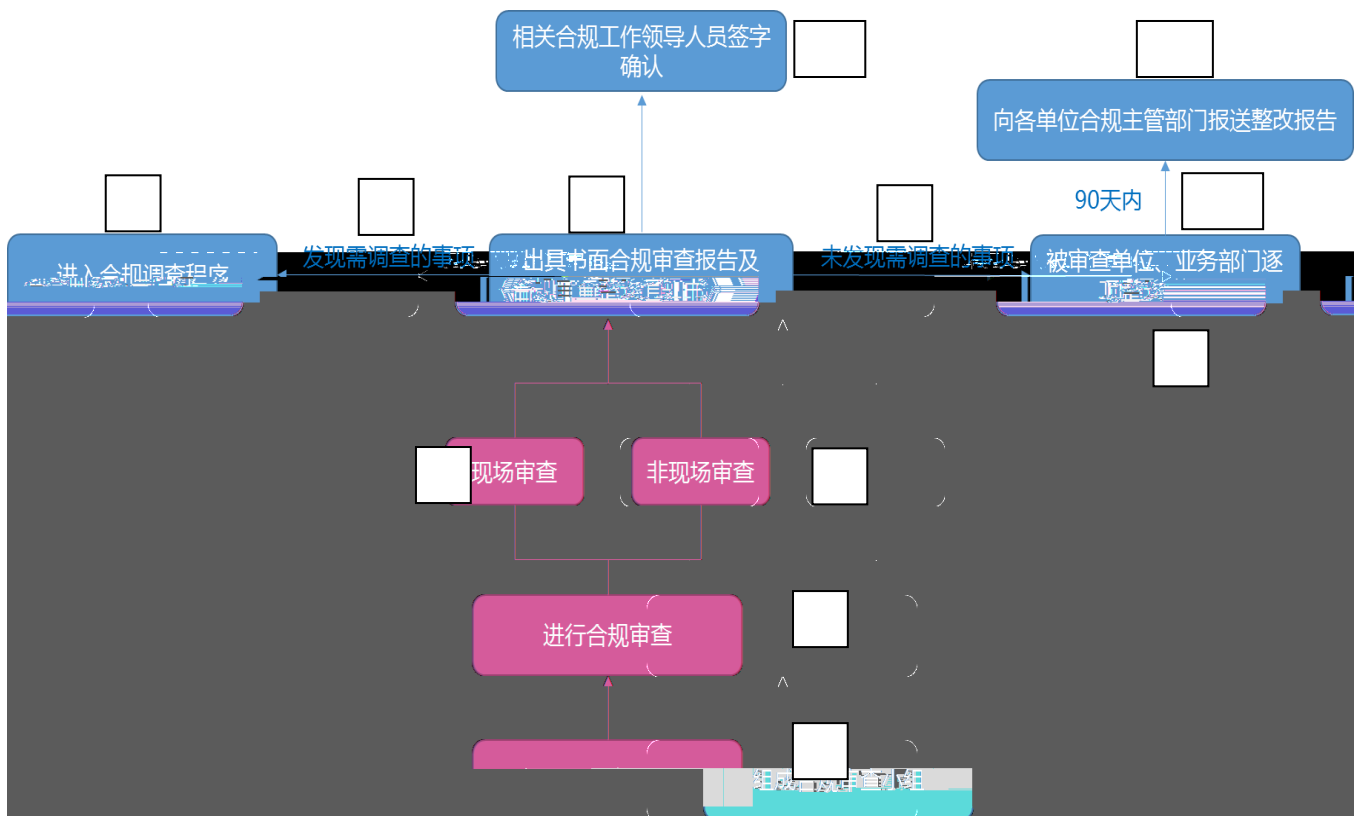 相关合规工作领导人员签字
确认
向各单位合规主管部门报送整改报告
90天内
进入合规调查程序
发现需调查的事项
出具书面合规审查报告及
未发现需调查的事项
被审查单位、业务部门逐
现场审查
非现场审查
进行合规审查